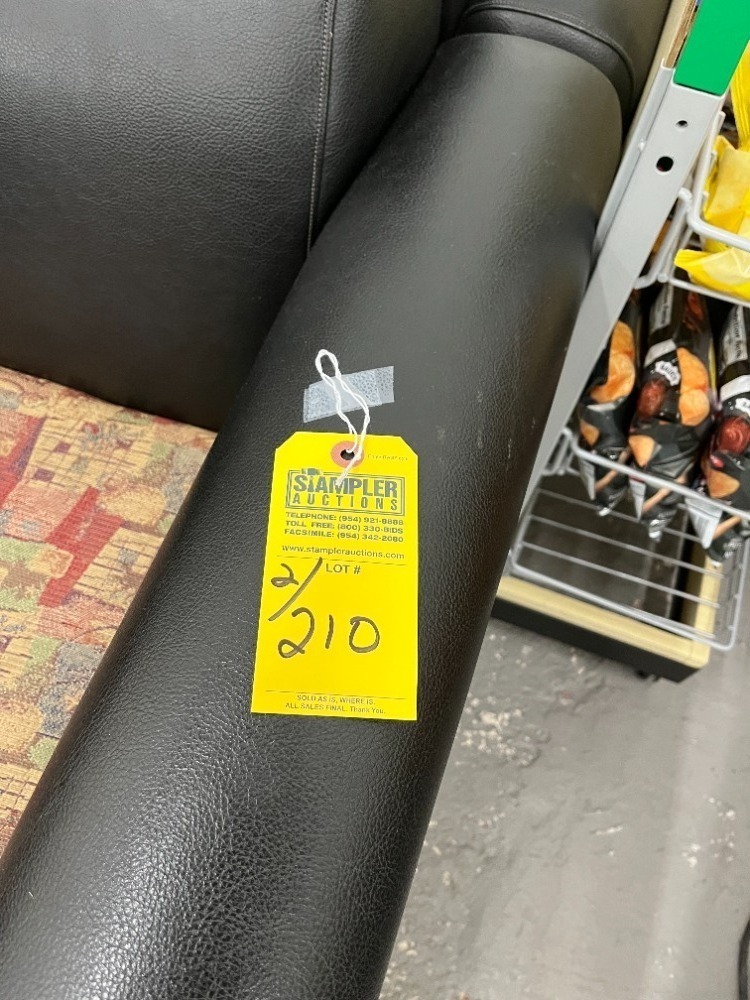 STAMPLER
AUCTIONS
TELEPHONE: (954) 921-8888
TOLL FREE: (800) 330-BIDS
FACSIMILE: (954) 342-2080
www.stamplerauctions.com
LOT #
2/
210
SOLD AS IS, WHERE IS.
ALL SALES FINAL. Thank You.